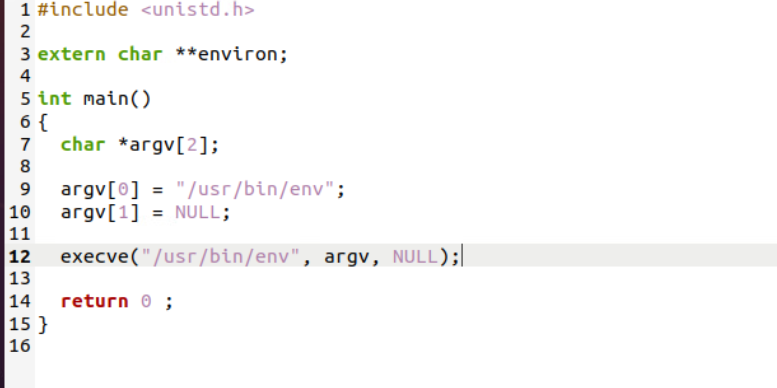 1 #include <unistd.h>
2
3 extern char **environ;
4
5 int main()
6 {
7   char *argv[2];
8
9   argv[0] = "/usr/bin/env";
10   argv[1] = NULL;
11
12   execve("/usr/bin/env", argv, NULL);
13
14   return 0 ;
15 }
16